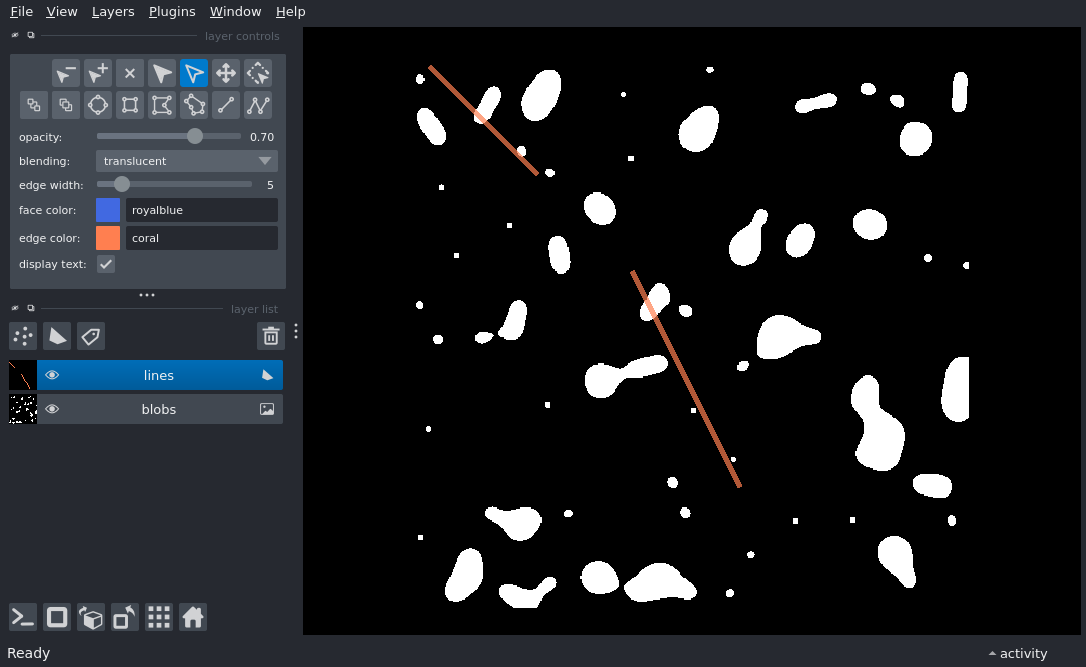 File View Layers Plugins Window Help
layer controls
opacity: 0.70
blending: translucent
edge width: 5
face color: royalblue
edge color: coral
display text:
layer list
lines
blobs
Ready
activity